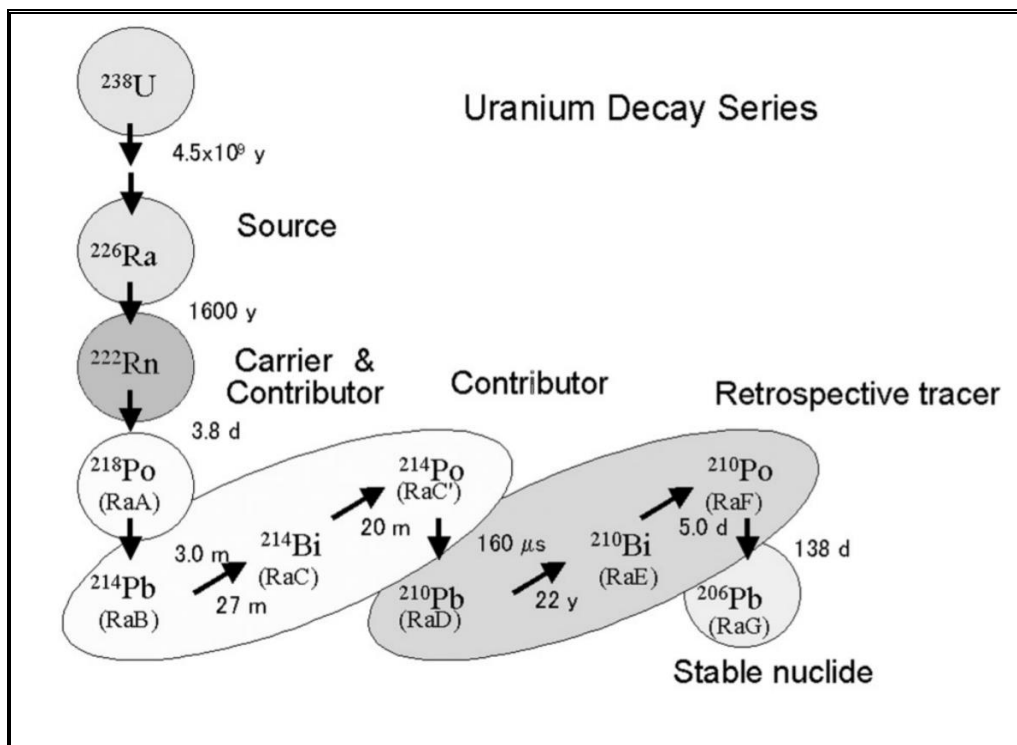 Uranium Decay Series
²³⁸U
4.5x10⁹ y
Source
²²⁶Ra
1600 y
²²²Rn
Carrier &
Contributor
3.8 d
Contributor
Retrospective tracer
²¹⁸Po
(RaA)
3.0 m
²¹⁴Pb
(RaB)
27 m
²¹⁴Bi
(RaC)
20 m
²¹⁴Po
(RaC')
160 μs
²¹⁰Pb
(RaD)
22 y
²¹⁰Bi
(RaE)
5.0 d
²¹⁰Po
(RaF)
138 d
²⁰⁶Pb
(RaG)
Stable nuclide